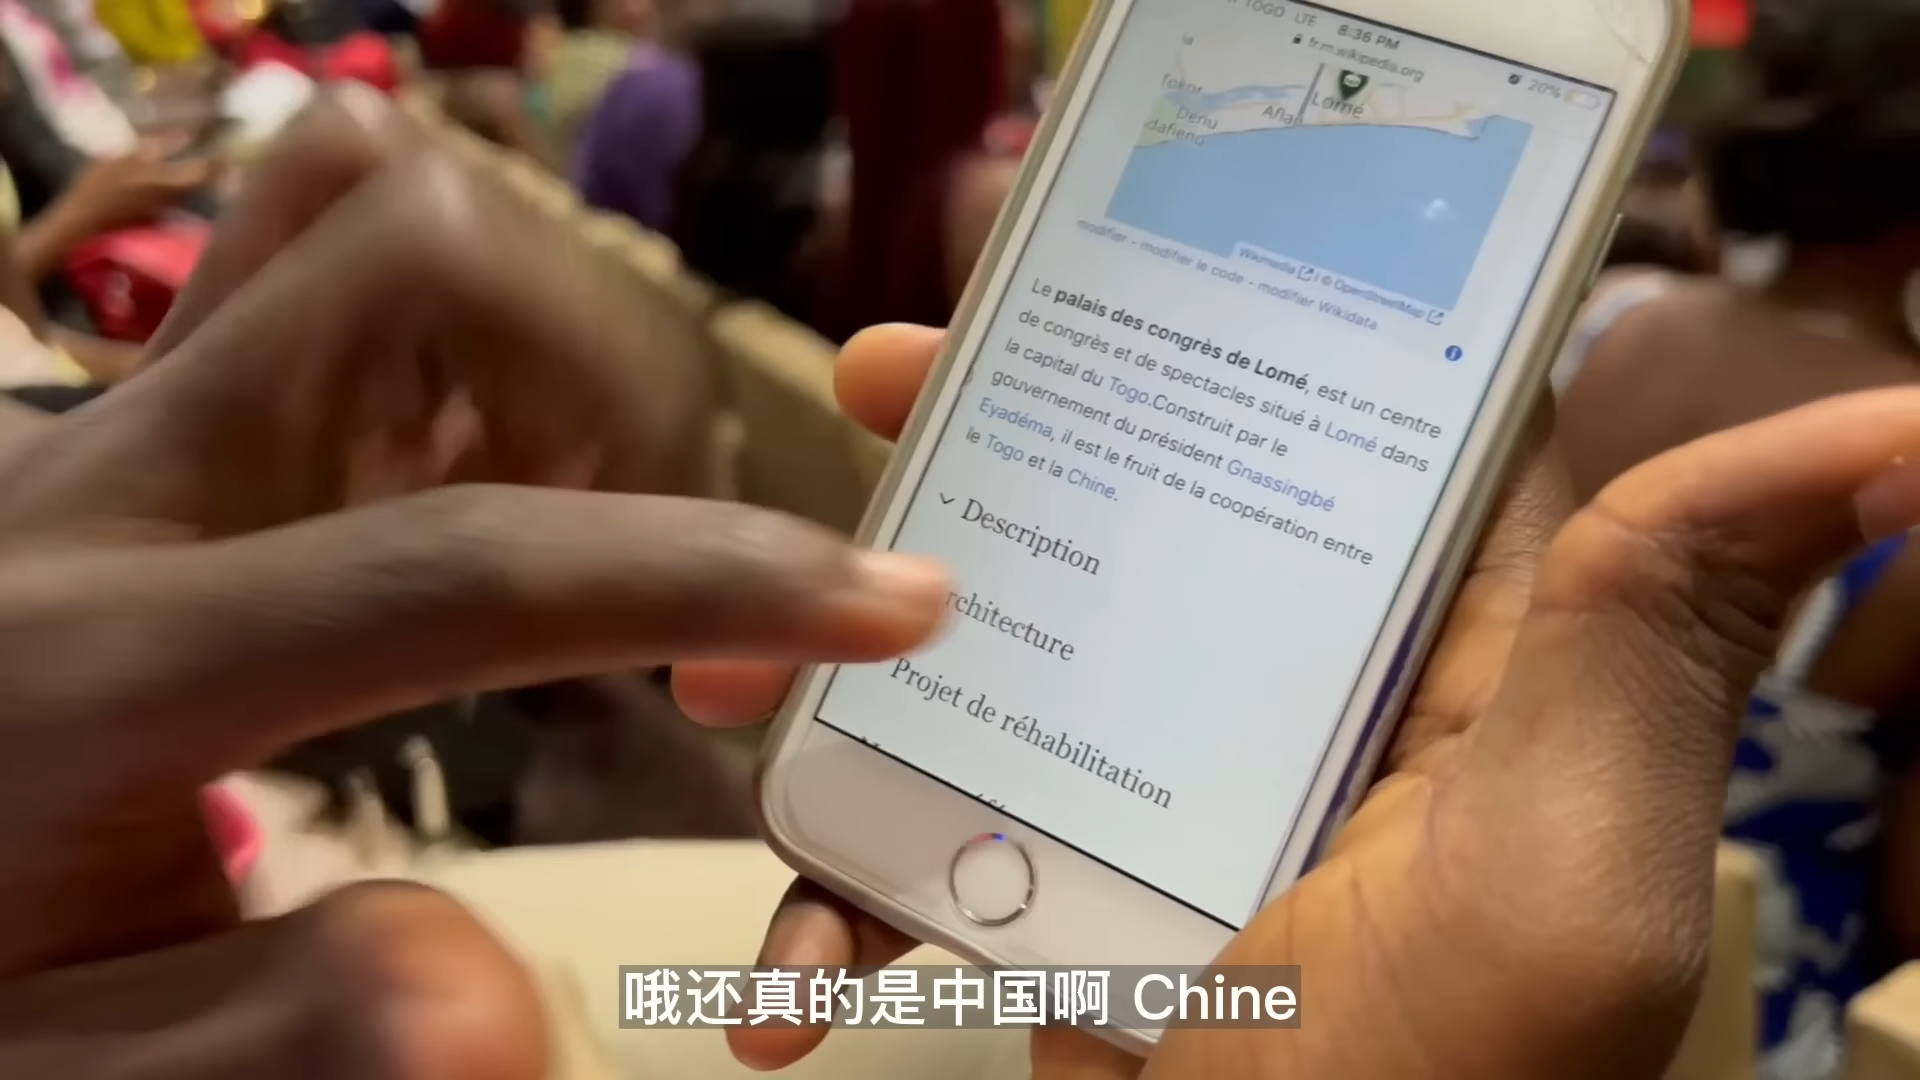 TOGO LTE 8:36 PM 20%
fr.m.wikipedia.org
Lomé
Denu
modifier - modifier le code - modifier Wikidata
Wikimedia | © OpenStreetMap
Le palais des congrès de Lomé, est un centre
de congrès et de spectacles situé à Lomé dans
la capital du Togo.Construit par le
gouvernement du président Gnassingbé
Eyadéma, il est le fruit de la coopération entre
le Togo et la Chine.
Description
rchitecture
Projet de réhabilitation
哦还真的是中国啊 Chine